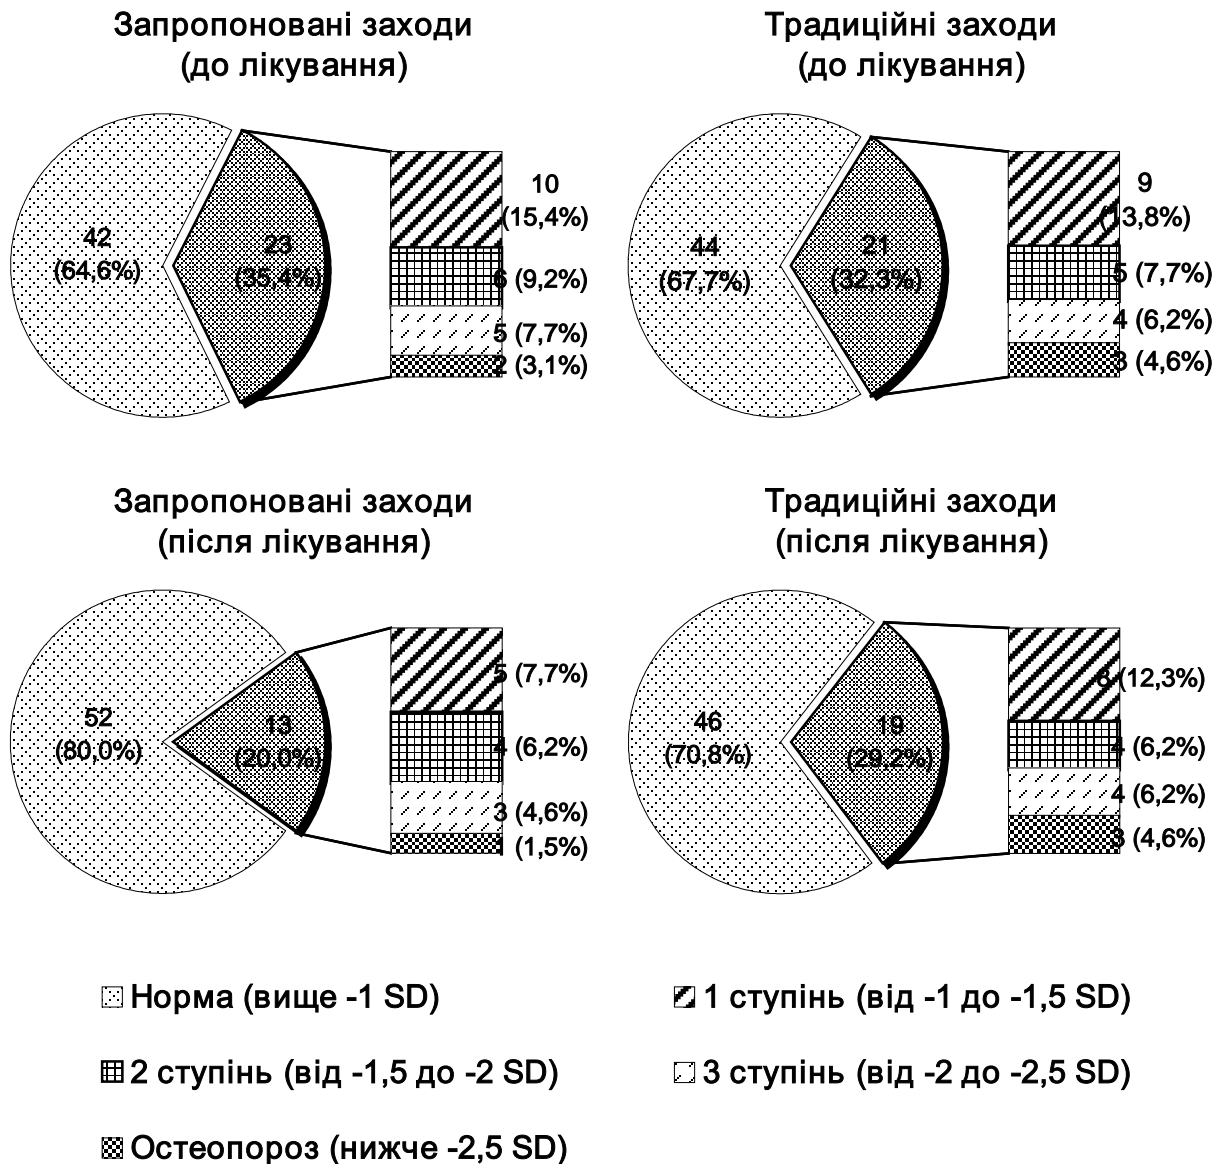 Запропоновані заходи
(до лікування)
42
(64,6%)
23
(35,4%)
10
(15,4%)
6 (9,2%)
5 (7,7%)
2 (3,1%)
Традиційні заходи
(до лікування)
44
(67,7%)
21
(32,3%)
9
(13,8%)
5 (7,7%)
4 (6,2%)
3 (4,6%)
Запропоновані заходи
(після лікування)
52
(80,0%)
13
(20,0%)
5 (7,7%)
4 (6,2%)
3 (4,6%)
1 (1,5%)
Традиційні заходи
(після лікування)
46
(70,8%)
19
(29,2%)
8 (12,3%)
4 (6,2%)
4 (6,2%)
3 (4,6%)
Норма (вище -1 SD)
1 ступінь (від -1 до -1,5 SD)
2 ступінь (від -1,5 до -2 SD)
3 ступінь (від -2 до -2,5 SD)
Остеопороз (нижче -2,5 SD)